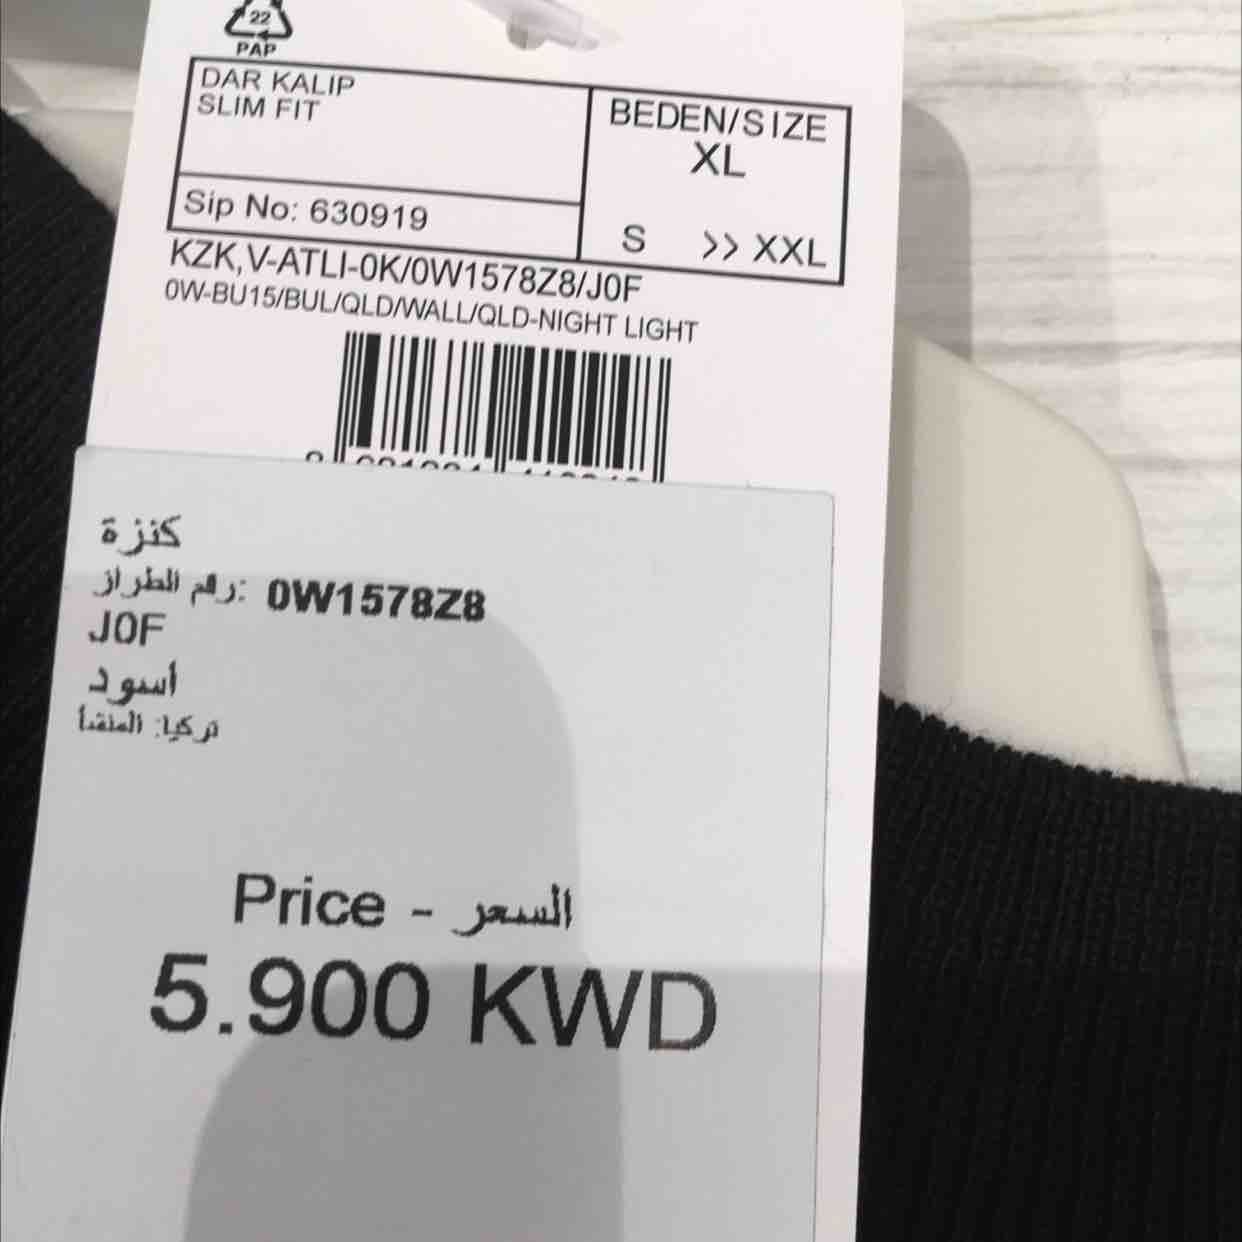 22
PAP
DAR KALIP
SLIM FIT
BEDEN/SIZE
XL
S >> XXL
Sip No: 630919
KZK,V-ATLI-0K/0W1578Z8/J0F
0W-BU15/BUL/QLD/WALL/QLD-NIGHT LIGHT
كنزة
رقم الطراز: 0W1578Z8
J0F
أسود
تركيا: المنشأ
Price - السعر
5.900 KWD